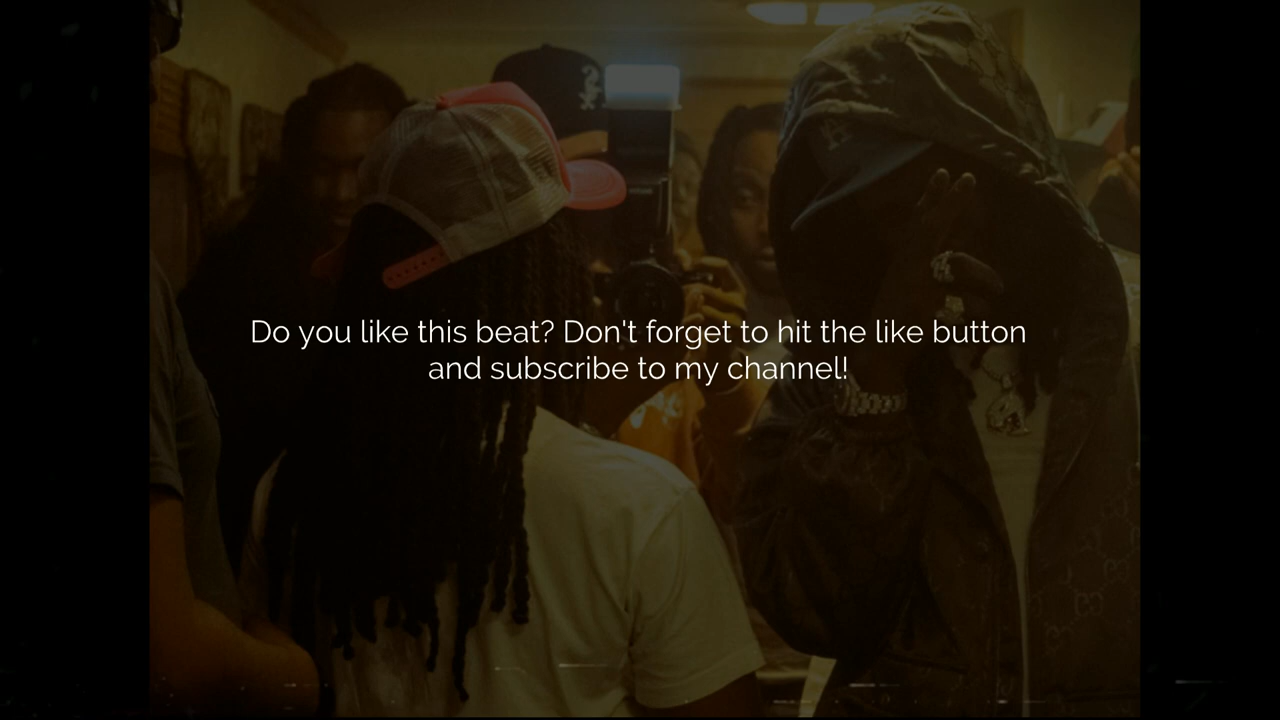 Do you like this beat? Don't forget to hit the like button
and subscribe to my channel!